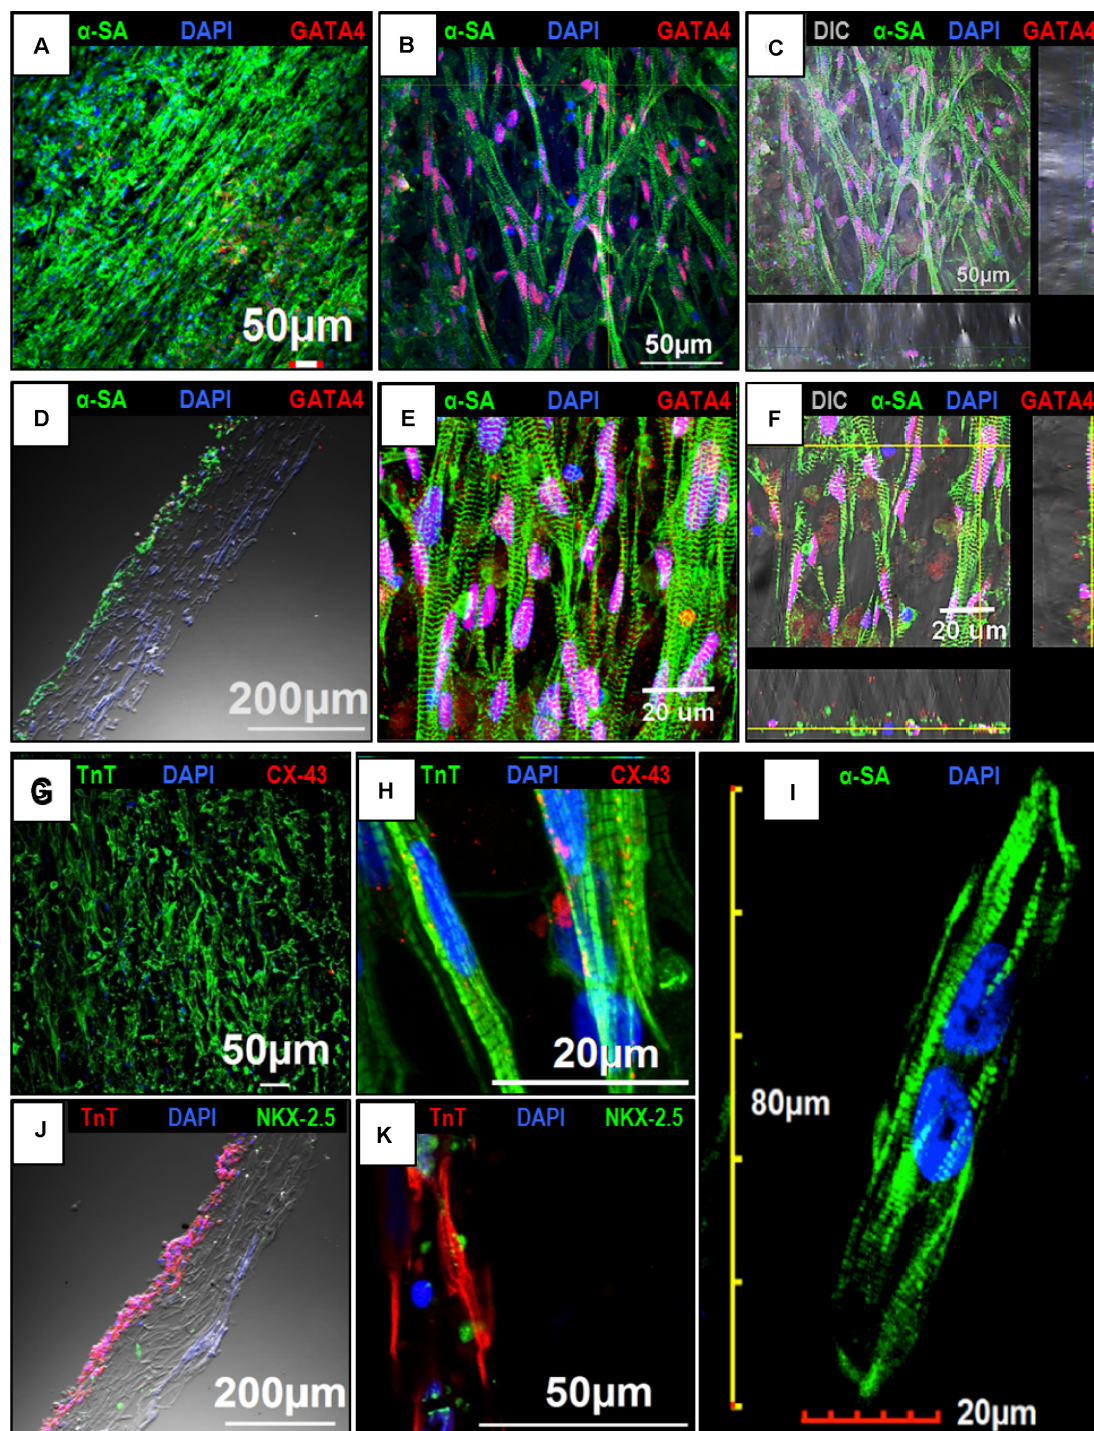 A α-SA DAPI GATA4
50µm
B α-SA DAPI GATA4
50µm
C DIC α-SA DAPI GATA4
50µm
D α-SA DAPI GATA4
200µm
E α-SA DAPI GATA4
20 um
F DIC α-SA DAPI GATA4
20 um
G TnT DAPI CX-43
50µm
H TnT DAPI CX-43
20µm
I α-SA DAPI
80µm
20µm
J TnT DAPI NKX-2.5
200µm
K TnT DAPI NKX-2.5
50µm